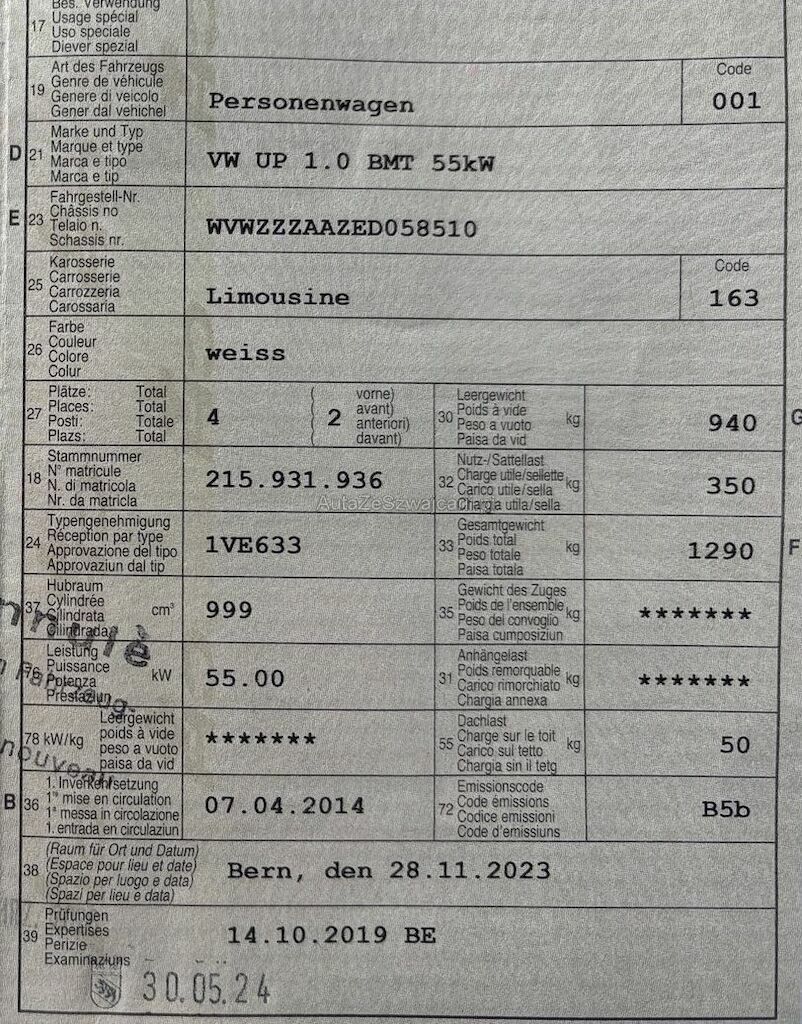 Bes. Verwendung
17 Usage spécial
Uso speciale
Diever spezial
19 Art des Fahrzeugs
Genre de véhicule
Genere di veicolo
Gener dal vehichel
Personenwagen
Code
001
D 21 Marke und Typ
Marque et type
Marca e tipo
Marca e tip
VW UP 1.0 BMT 55kW
E 23 Fahrgestell-Nr.
Châssis no
Telaio n.
Schassis nr.
WVWZZZAAZED058510
25 Karosserie
Carrosserie
Carrozzeria
Carossaria
Limousine
Code
163
26 Farbe
Couleur
Colore
Colur
weiss
27 Plätze: Total
Places: Total
Posti: Totale
Plazs: Total
4
2
( vorne)
( avant)
( anteriori)
( davant)
30 Leergewicht
Poids à vide
Peso a vuoto
Paisa da vid
kg
940
G
18 Stammnummer
N° matricule
N. di matricola
Nr. da matricla
215.931.936
32 Nutz-/Sattellast
Charge utile/sellette
Carico utile/sella
Chargia utila/sella
kg
350
AutaZeSzwajcarii.pl
24 Typengenehmigung
Réception par type
Approvazione del tipo
Approvaziun dal tip
1VE633
33 Gesamtgewicht
Poids total
Peso totale
Paisa totala
kg
1290
F
37 Hubraum
Cylindrée
Cilindrata
Cilindrada
cm³
999
35 Gewicht des Zuges
Poids de l'ensemble
Peso del convoglio
Paisa cumposiziun
kg
*******
76 Leistung
Puissance
Potenza
Prestaziun
kW
55.00
31 Anhängelast
Poids remorquable
Carico rimorchiato
Chargia annexa
kg
*******
78 kW/kg
Leergewicht
poids à vide
peso a vuoto
paisa da vid
*******
55 Dachlast
Charge sur le toit
Carico sul tetto
Chargia sin il tetg
kg
50
B 36 1. Inverkehrsetzung
1re mise en circulation
1a messa in circolazione
1. entrada en circulaziun
07.04.2014
72 Emissionscode
Code émissions
Codice emissioni
Code d'emissiuns
B5b
38 (Raum für Ort und Datum)
(Espace pour lieu et date)
(Spazio per luogo e data)
(Spazi per lieu e data)
Bern, den 28.11.2023
39 Prüfungen
Expertises
Perizie
Examinaziuns
14.10.2019 BE
30.05.24